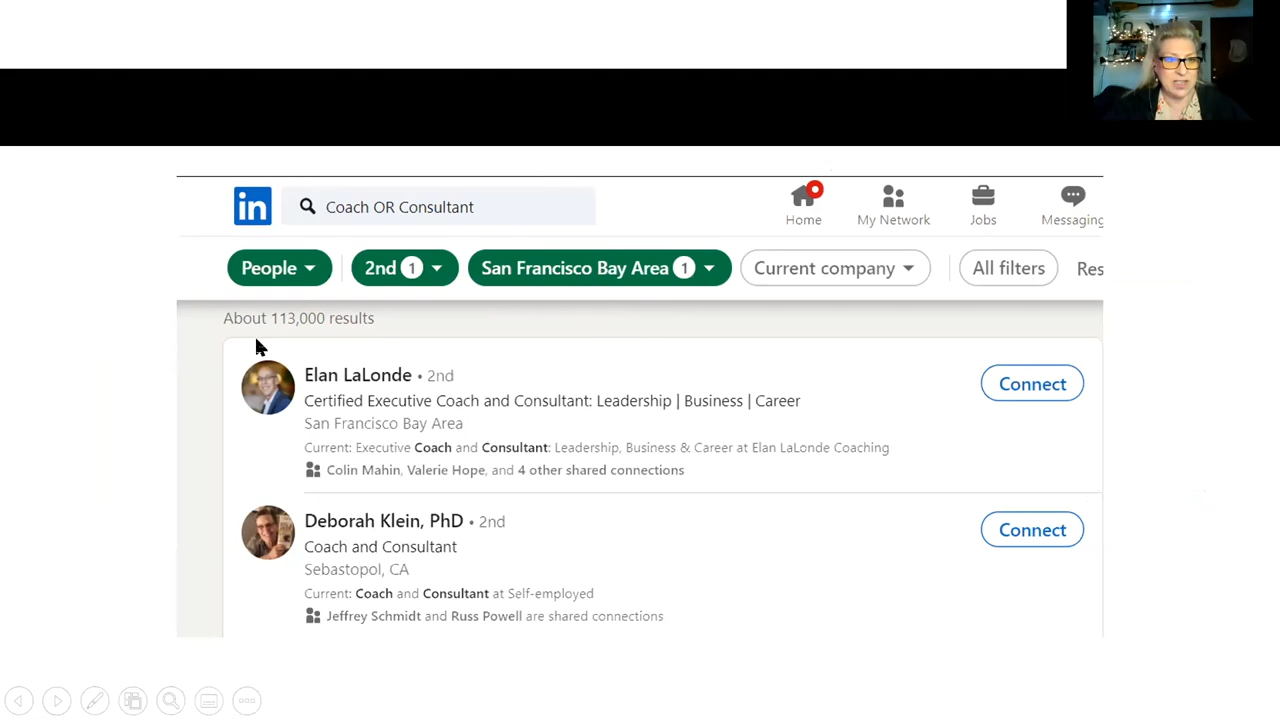 in
Coach OR Consultant
Home
My Network
Jobs
Messaging
People
2nd 1
San Francisco Bay Area 1
Current company
All filters
Res
About 113,000 results
Elan LaLonde • 2nd
Connect
Certified Executive Coach and Consultant: Leadership | Business | Career
San Francisco Bay Area
Current: Executive Coach and Consultant: Leadership, Business & Career at Elan LaLonde Coaching
Colin Mahin, Valerie Hope, and 4 other shared connections
Deborah Klein, PhD • 2nd
Connect
Coach and Consultant
Sebastopol, CA
Current: Coach and Consultant at Self-employed
Jeffrey Schmidt and Russ Powell are shared connections